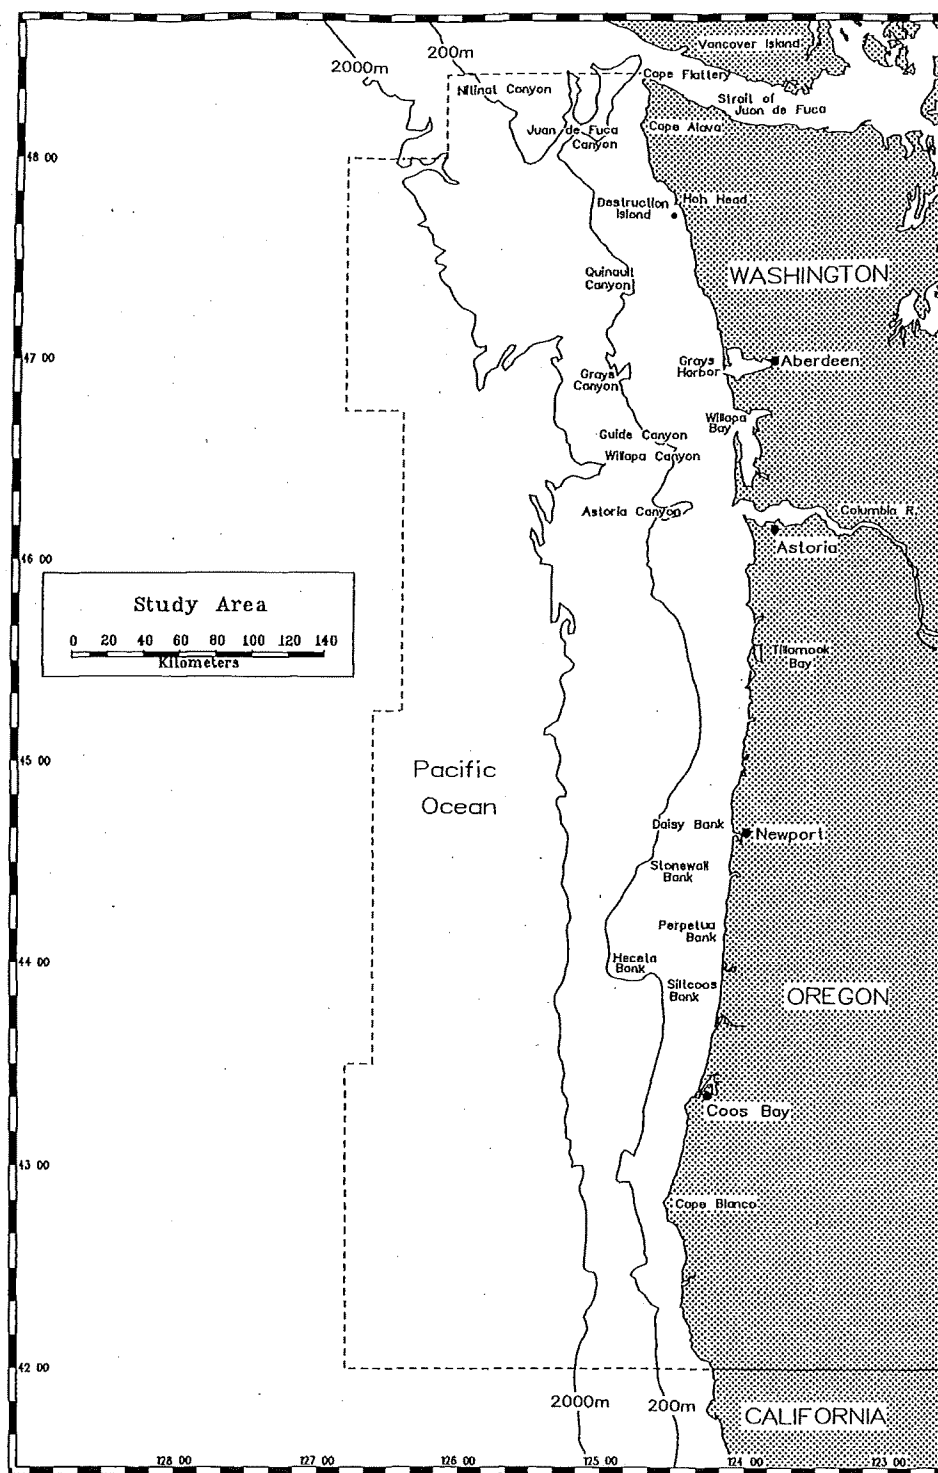 200m
Vancover Island
2000m
Cape Flattery
Nitinat Canyon
Strait of
Juan de Fuca
Juan de Fuca
Canyon
Cape Alava
48 00
Destruction
Island
Hoh Head
Quinault
Canyon
WASHINGTON
47 00
Grays
Harbor
Aberdeen
Grays
Canyon
Willapa
Bay
Guide Canyon
Willapa Canyon
Astoria Canyon
Columbia R.
Astoria
46 00
Study Area
0 20 40 60 80 100 120 140
Kilometers
Tillamook
Bay
45 00
Pacific
Ocean
Daisy Bank
Newport
Stonewall
Bank
Perpetua
Bank
44 00
Heceta
Bank
Siltcoos
Bank
OREGON
Coos Bay
43 00
Cape Blanco
42 00
2000m
200m
CALIFORNIA
128 00
127 00
126 00
125 00
124 00
123 00